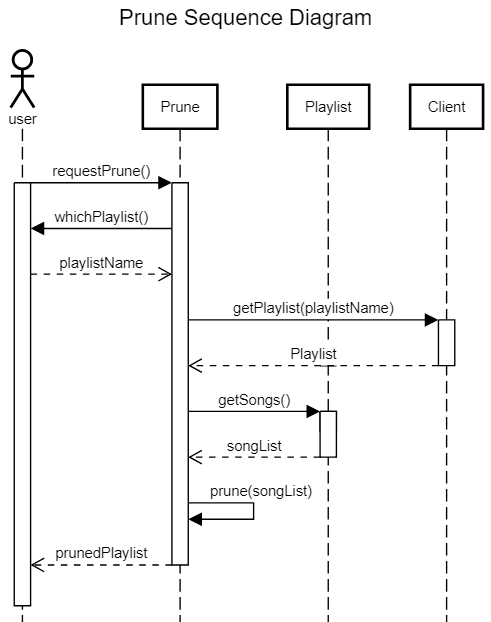 Prune Sequence Diagram
user
Prune
Playlist
Client
requestPrune()
whichPlaylist()
playlistName
getPlaylist(playlistName)
Playlist
getSongs()
songList
prune(songList)
prunedPlaylist